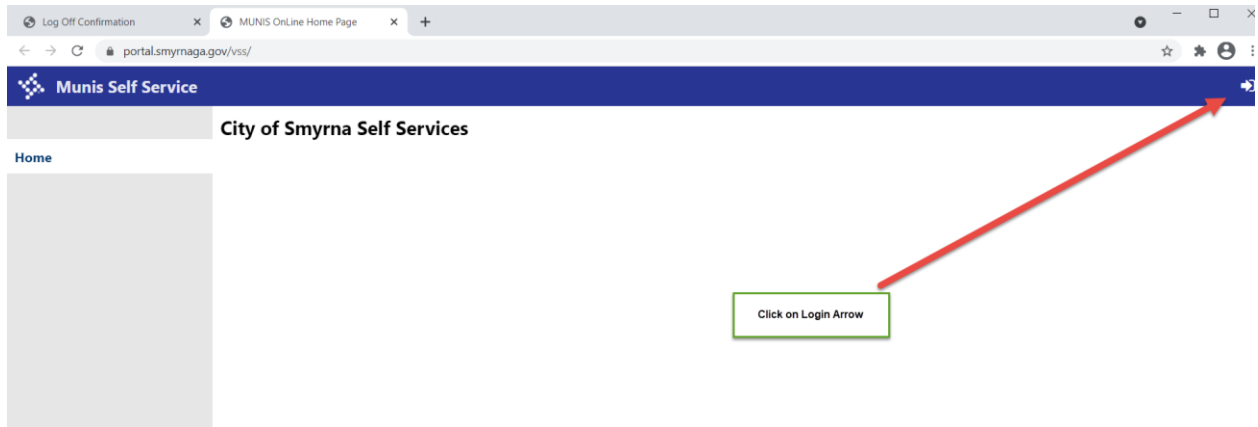 Log Off Confirmation
MUNIS OnLine Home Page
portal.smyrnaga.gov/vss/
Munis Self Service
City of Smyrna Self Services
Home
Click on Login Arrow